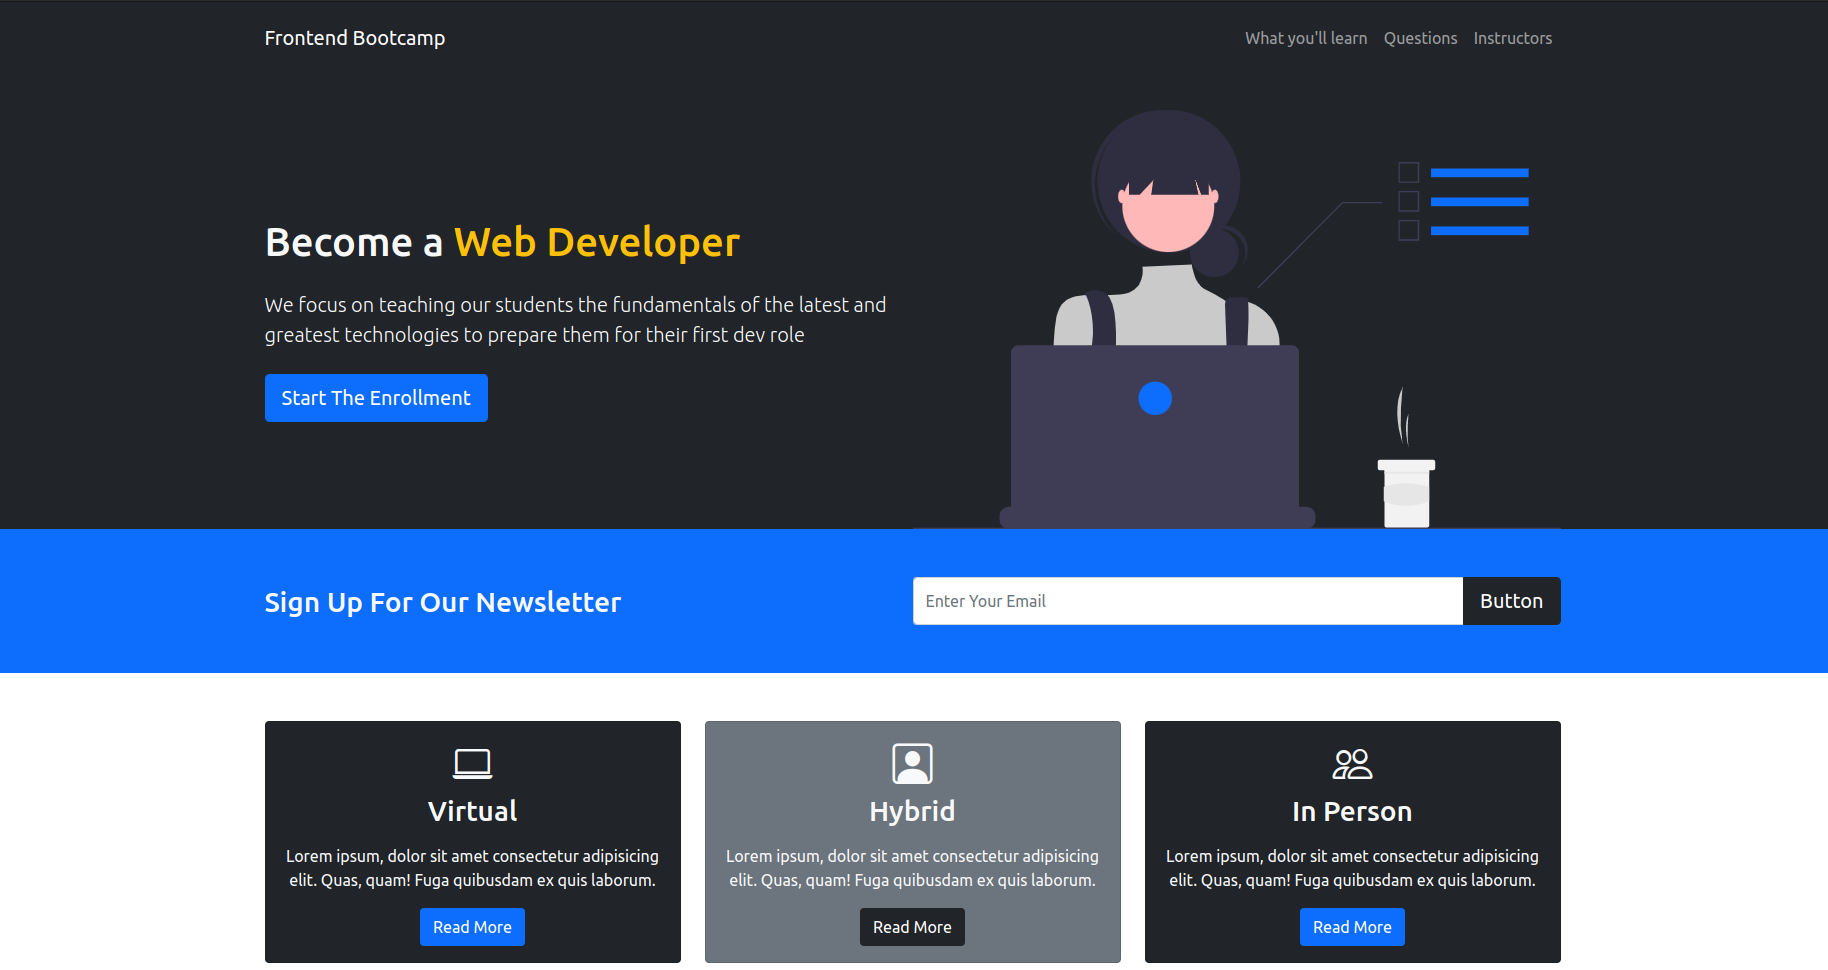 Frontend Bootcamp
What you'll learn Questions Instructors
Become a Web Developer
We focus on teaching our students the fundamentals of the latest and
greatest technologies to prepare them for their first dev role
Start The Enrollment
Sign Up For Our Newsletter
Enter Your Email
Button
Virtual
Lorem ipsum, dolor sit amet consectetur adipisicing
elit. Quas, quam! Fuga quibusdam ex quis laborum.
Read More
Hybrid
Lorem ipsum, dolor sit amet consectetur adipisicing
elit. Quas, quam! Fuga quibusdam ex quis laborum.
Read More
In Person
Lorem ipsum, dolor sit amet consectetur adipisicing
elit. Quas, quam! Fuga quibusdam ex quis laborum.
Read More